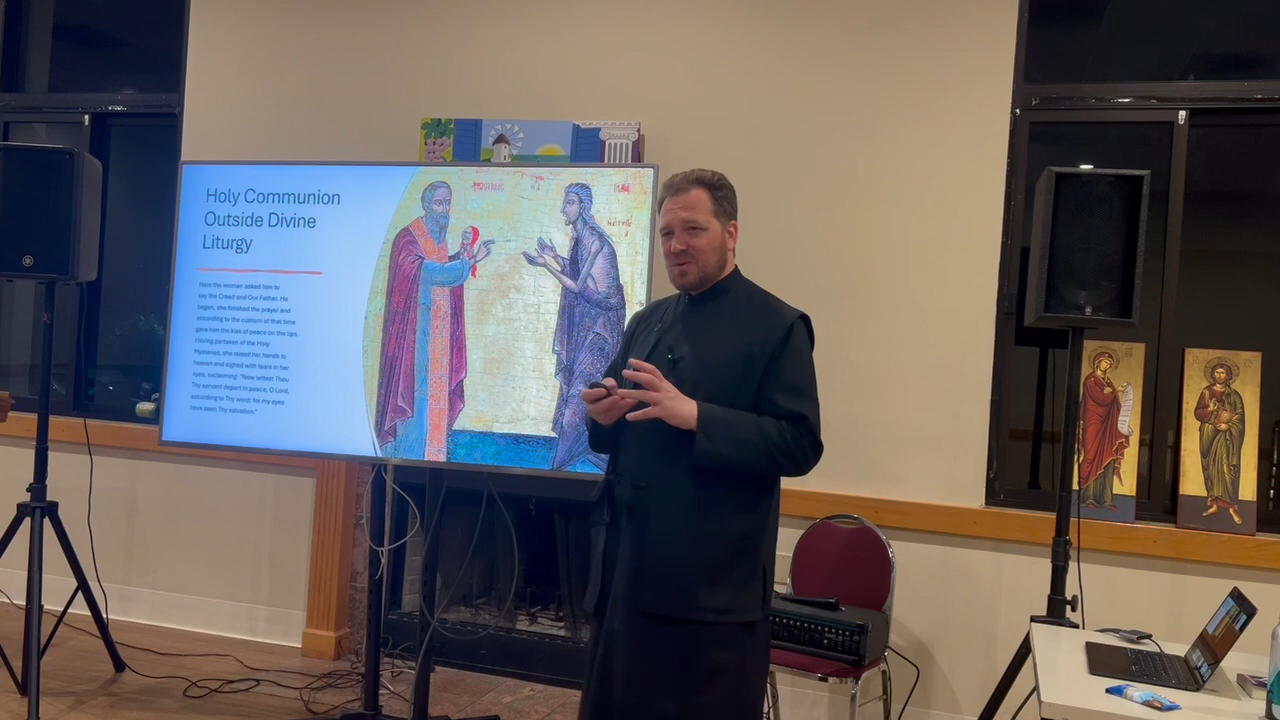 Holy Communion
Outside Divine
Liturgy
Here the woman asked him to
say the Creed and Our Father. He
began, she finished the prayer and
according to the custom of that time
gave him the kiss of peace on the lips.
Having partaken of the Holy
Mysteries, she raised her hands to
heaven and sighed with tears in her
eyes, exclaiming: "Now lettest Thou
Thy servant depart in peace, O Lord,
according to Thy word; for my eyes
have seen Thy salvation."